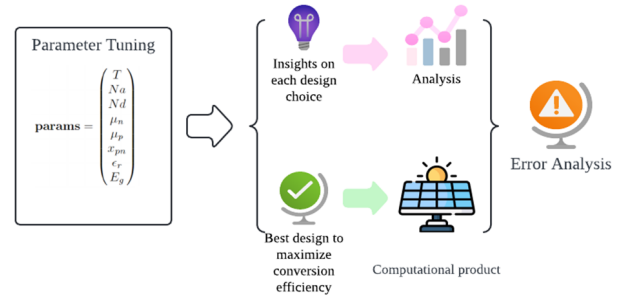 Parameter Tuning
params =
T
Na
Nd
μn
μp
xpn
ϵr
Eg
Insights on
each design
choice
Analysis
Best design to
maximize
conversion
efficiency
Computational product
Error Analysis